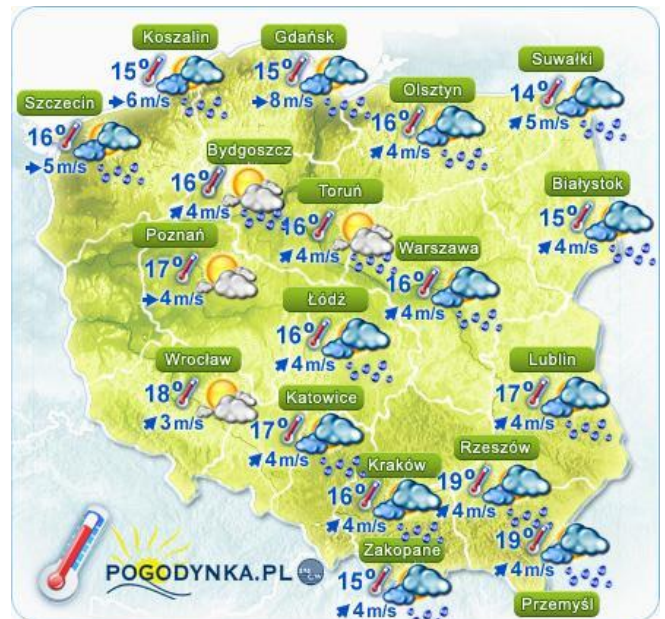 Koszalin
15°
6 m/s
Gdańsk
15°
8 m/s
Suwałki
14°
5 m/s
Szczecin
16°
5 m/s
Olsztyn
16°
4 m/s
Bydgoszcz
16°
4 m/s
Toruń
16°
4 m/s
Białystok
15°
4 m/s
Poznań
17°
4 m/s
Warszawa
16°
4 m/s
Łódź
16°
4 m/s
Wrocław
18°
3 m/s
Katowice
17°
4 m/s
Lublin
17°
4 m/s
Kraków
16°
4 m/s
Rzeszów
19°
4 m/s
Zakopane
15°
4 m/s
19°
4 m/s
Przemyśl
POGODYNKA.PL